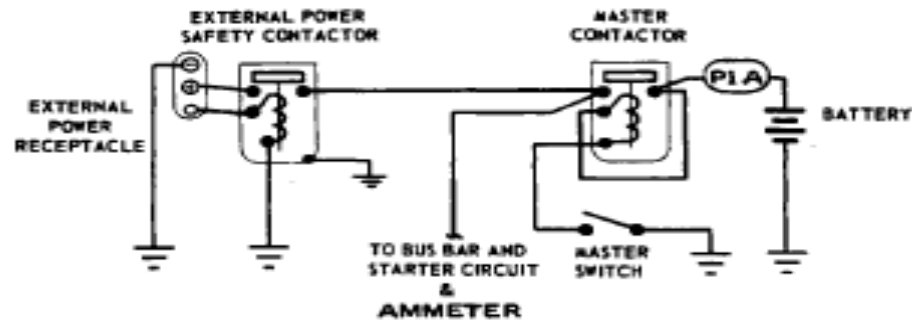 EXTERNAL POWER
SAFETY CONTACTOR
MASTER
CONTACTOR
P1A
EXTERNAL
POWER
RECEPTACLE
BATTERY
TO BUS BAR AND
STARTER CIRCUIT
&
AMMETER
MASTER
SWITCH